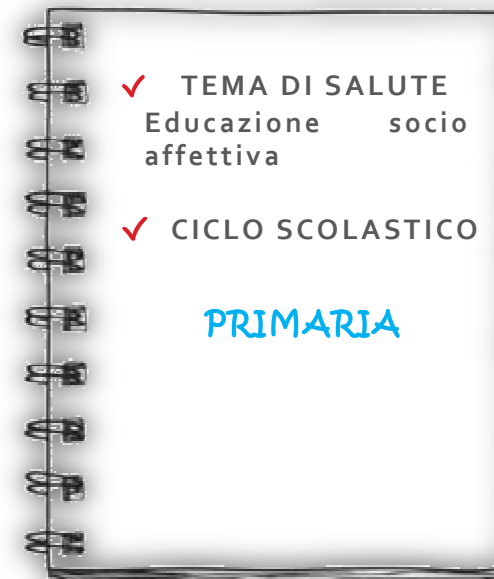 ✓ TEMA DI SALUTE
Educazione socio
affettiva
✓ CICLO SCOLASTICO
PRIMARIA